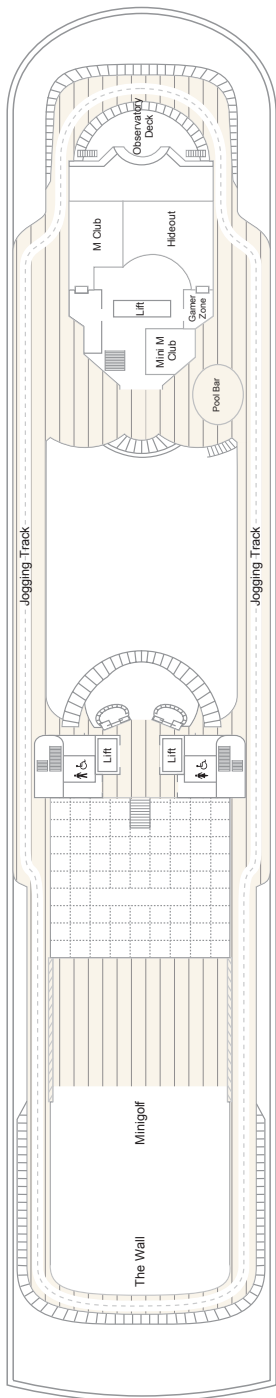 Observatory
Deck
M Club
Hideout
Lift
Gamer
Zone
Mini M
Club
Pool Bar
Jogging Track
Jogging Track
Lift
Lift
Minigolf
The Wall